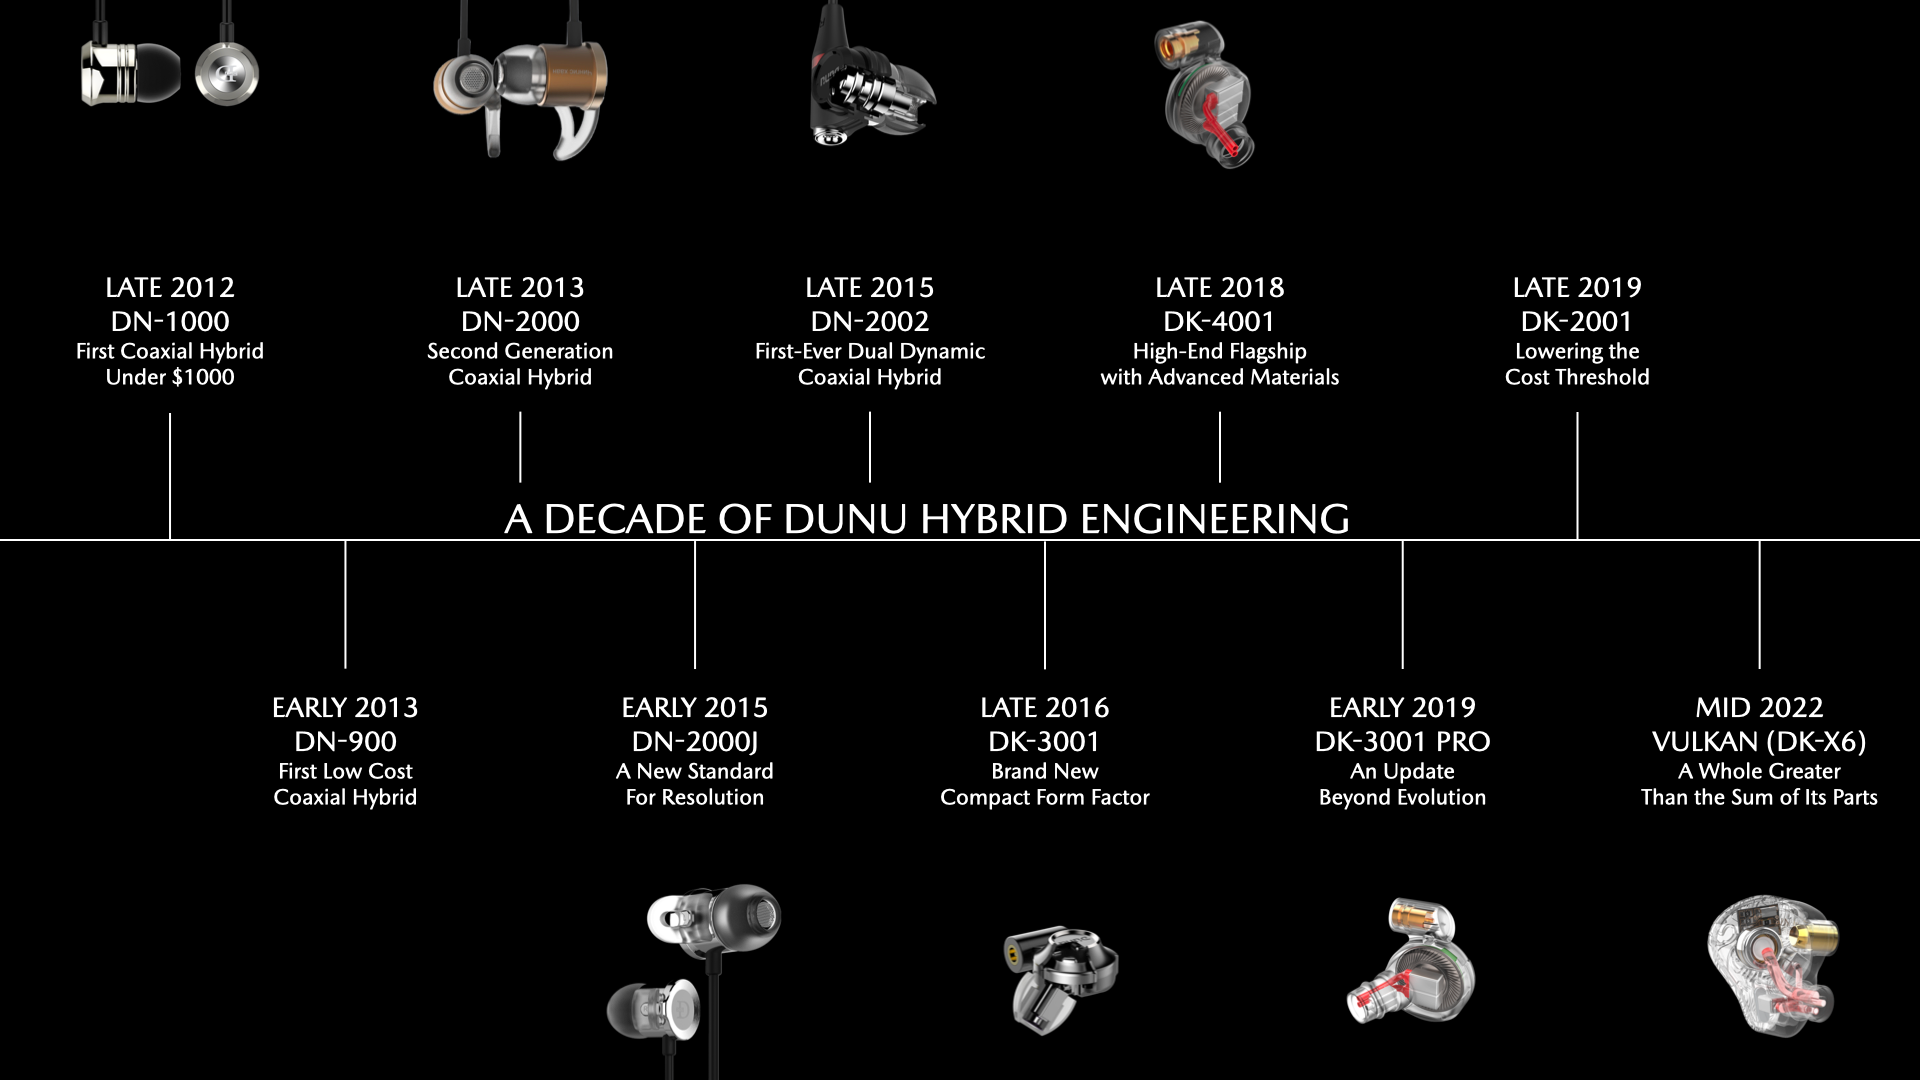 LATE 2012
DN-1000
First Coaxial Hybrid
Under $1000
LATE 2013
DN-2000
Second Generation
Coaxial Hybrid
LATE 2015
DN-2002
First-Ever Dual Dynamic
Coaxial Hybrid
LATE 2018
DK-4001
High-End Flagship
with Advanced Materials
LATE 2019
DK-2001
Lowering the
Cost Threshold
A DECADE OF DUNU HYBRID ENGINEERING
EARLY 2013
DN-900
First Low Cost
Coaxial Hybrid
EARLY 2015
DN-2000J
A New Standard
For Resolution
LATE 2016
DK-3001
Brand New
Compact Form Factor
EARLY 2019
DK-3001 PRO
An Update
Beyond Evolution
MID 2022
VULKAN (DK-X6)
A Whole Greater
Than the Sum of Its Parts